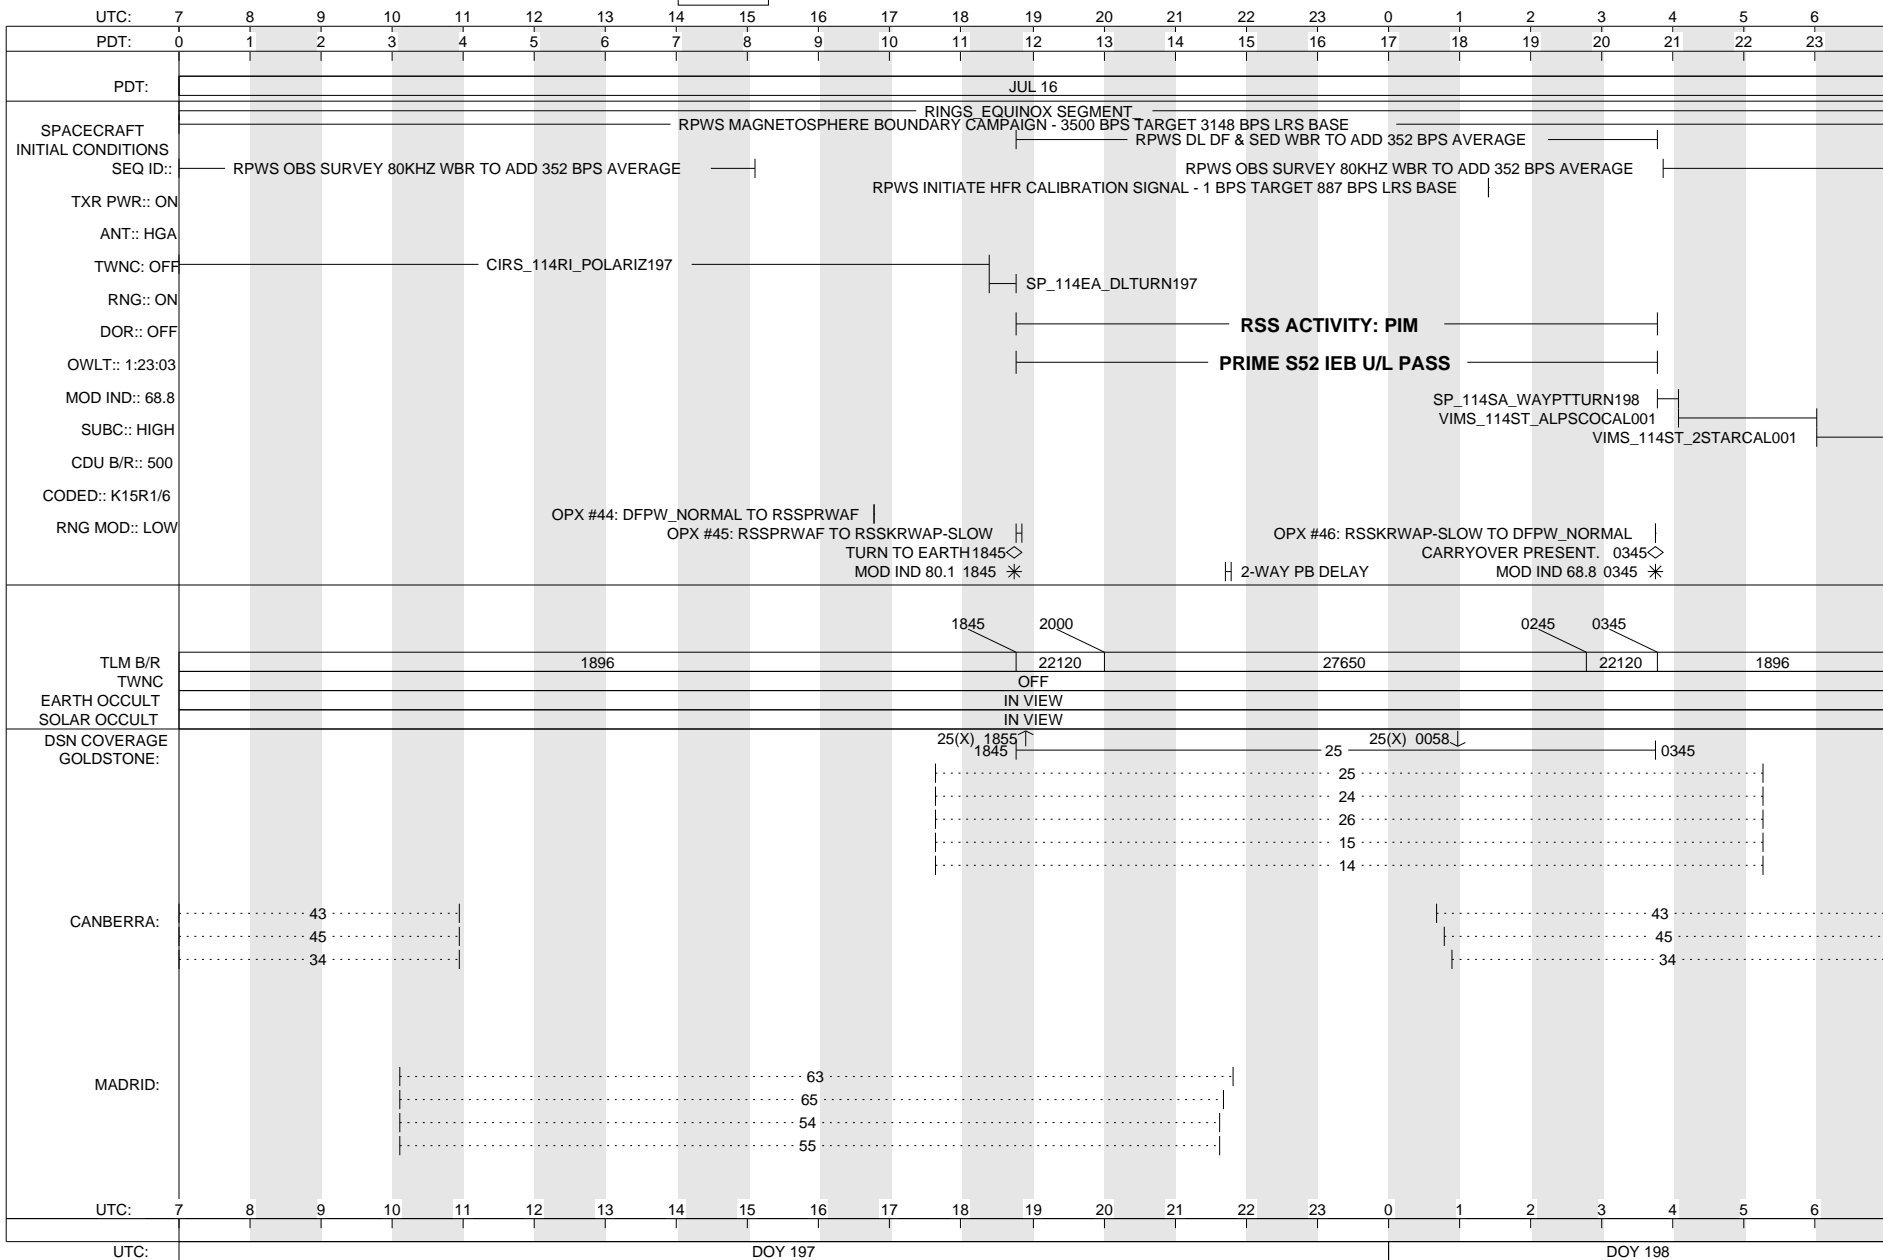 UTC: 7 8 9 10 11 12 13 14 15 16 17 18 19 20 21 22 23 0 1 2 3 4 5 6
PDT: 0 1 2 3 4 5 6 7 8 9 10 11 12 13 14 15 16 17 18 19 20 21 22 23
PDT: JUL 16
RINGS_EQUINOX SEGMENT_
RPWS MAGNETOSPHERE BOUNDARY CAMPAIGN - 3500 BPS TARGET 3148 BPS LRS BASE
SPACECRAFT
INITIAL CONDITIONS
RPWS DL DF & SED WBR TO ADD 352 BPS AVERAGE
SEQ ID:: RPWS OBS SURVEY 80KHZ WBR TO ADD 352 BPS AVERAGE RPWS OBS SURVEY 80KHZ WBR TO ADD 352 BPS AVERAGE
RPWS INITIATE HFR CALIBRATION SIGNAL - 1 BPS TARGET 887 BPS LRS BASE
TXR PWR:: ON
ANT:: HGA
TWNC: OFF CIRS_114RI_POLARIZ197
SP_114EA_DLTURN197
RNG:: ON
DOR:: OFF RSS ACTIVITY: PIM
OWLT:: 1:23:03 PRIME S52 IEB U/L PASS
MOD IND:: 68.8 SP_114SA_WAYPTTURN198
VIMS_114ST_ALPSCOCAL001
SUBC:: HIGH VIMS_114ST_2STARCAL001
CDU B/R:: 500
CODED:: K15R1/6
OPX #44: DFPW_NORMAL TO RSSPRWAF
RNG MOD:: LOW OPX #45: RSSPRWAF TO RSSKRWAP-SLOW OPX #46: RSSKRWAP-SLOW TO DFPW_NORMAL
TURN TO EARTH 1845 CARRYOVER PRESENT. 0345
MOD IND 80.1 1845 2-WAY PB DELAY MOD IND 68.8 0345
1845 2000 0245 0345
TLM B/R 1896 22120 27650 22120 1896
TWNC OFF
EARTH OCCULT IN VIEW
SOLAR OCCULT IN VIEW
DSN COVERAGE 25(X) 1855 25(X) 0058
GOLDSTONE: 1845 25 0345
25
24
26
15
14
CANBERRA: 43 43
45 45
34 34
MADRID: 63
65
54
55
UTC: 7 8 9 10 11 12 13 14 15 16 17 18 19 20 21 22 23 0 1 2 3 4 5 6
UTC: DOY 197 DOY 198